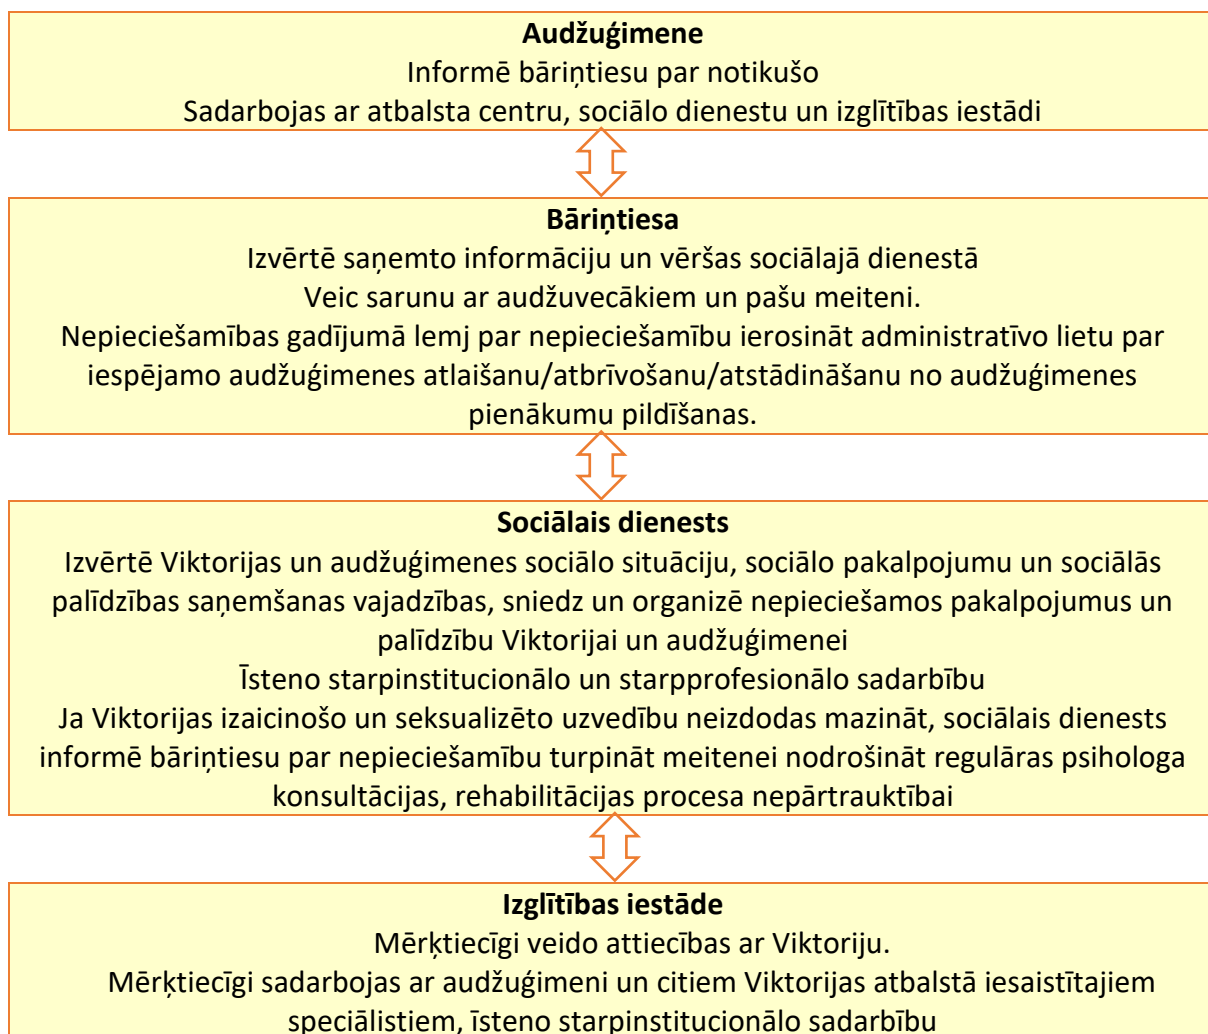 Audžuģimene
Informē bāriņtiesu par notikušo
Sadarbojas ar atbalsta centru, sociālo dienestu un izglītības iestādi
Bāriņtiesa
Izvērtē saņemto informāciju un vēršas sociālajā dienestā
Veic sarunu ar audžuvecākiem un pašu meiteni.
Nepieciešamības gadījumā lemj par nepieciešamību ierosināt administratīvo lietu par
iespējamo audžuģimenes atlaišanu/atbrīvošanu/atstādināšanu no audžuģimenes
pienākumu pildīšanas.
Sociālais dienests
Izvērtē Viktorijas un audžuģimenes sociālo situāciju, sociālo pakalpojumu un sociālās
palīdzības saņemšanas vajadzības, sniedz un organizē nepieciešamos pakalpojumus un
palīdzību Viktorijai un audžuģimenei
Īsteno starpinstitucionālo un starpprofesionālo sadarbību
Ja Viktorijas izaicinošo un seksualizēto uzvedību neizdodas mazināt, sociālais dienests
informē bāriņtiesu par nepieciešamību turpināt meitenei nodrošināt regulāras psihologa
konsultācijas, rehabilitācijas procesa nepārtrauktībai
Izglītības iestāde
Mērķtiecīgi veido attiecības ar Viktoriju.
Mērķtiecīgi sadarbojas ar audžuģimeni un citiem Viktorijas atbalstā iesaistītajiem
speciālistiem, īsteno starpinstitucionālo sadarbību